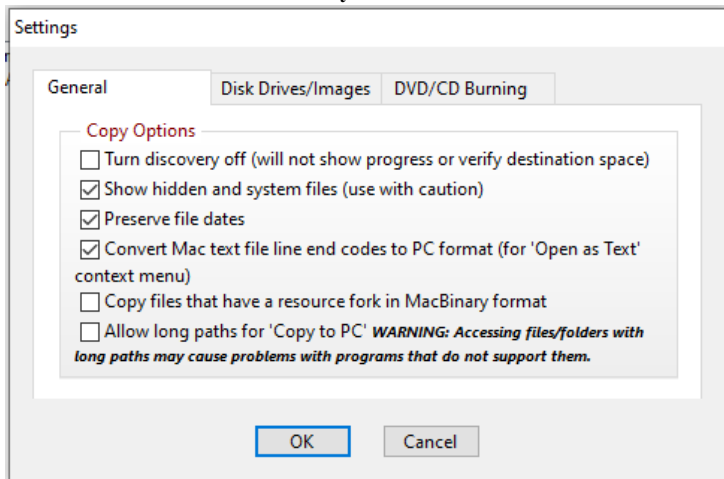 Settings
General
Disk Drives/Images
DVD/CD Burning
Copy Options
Turn discovery off (will not show progress or verify destination space)
Show hidden and system files (use with caution)
Preserve file dates
Convert Mac text file line end codes to PC format (for 'Open as Text'
context menu)
Copy files that have a resource fork in MacBinary format
Allow long paths for 'Copy to PC' WARNING: Accessing files/folders with
long paths may cause problems with programs that do not support them.
OK
Cancel